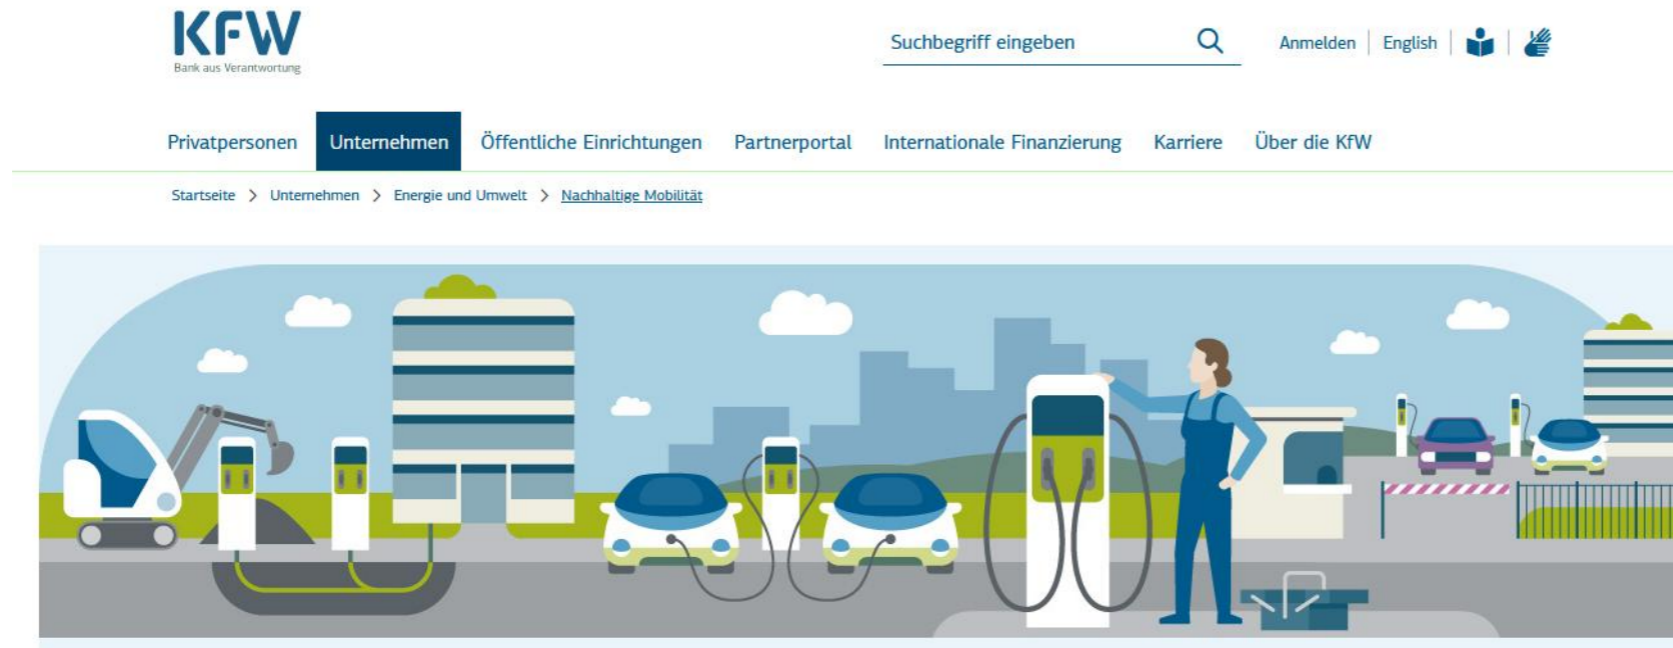 KFW
Bank aus Verantwortung
Suchbegriff eingeben
Anmelden English
Privatpersonen Unternehmen Öffentliche Einrichtungen Partnerportal Internationale Finanzierung Karriere Über die KfW
Startseite > Unternehmen > Energie und Umwelt > Nachhaltige Mobilität